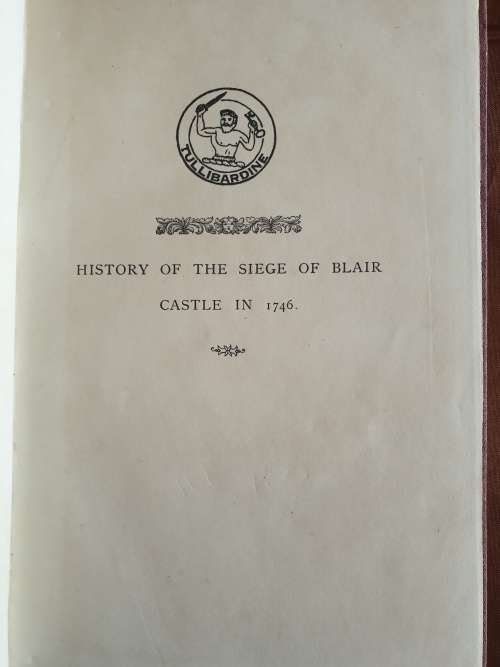 TULLIBARDINE
HISTORY OF THE SIEGE OF BLAIR
CASTLE IN 1746.